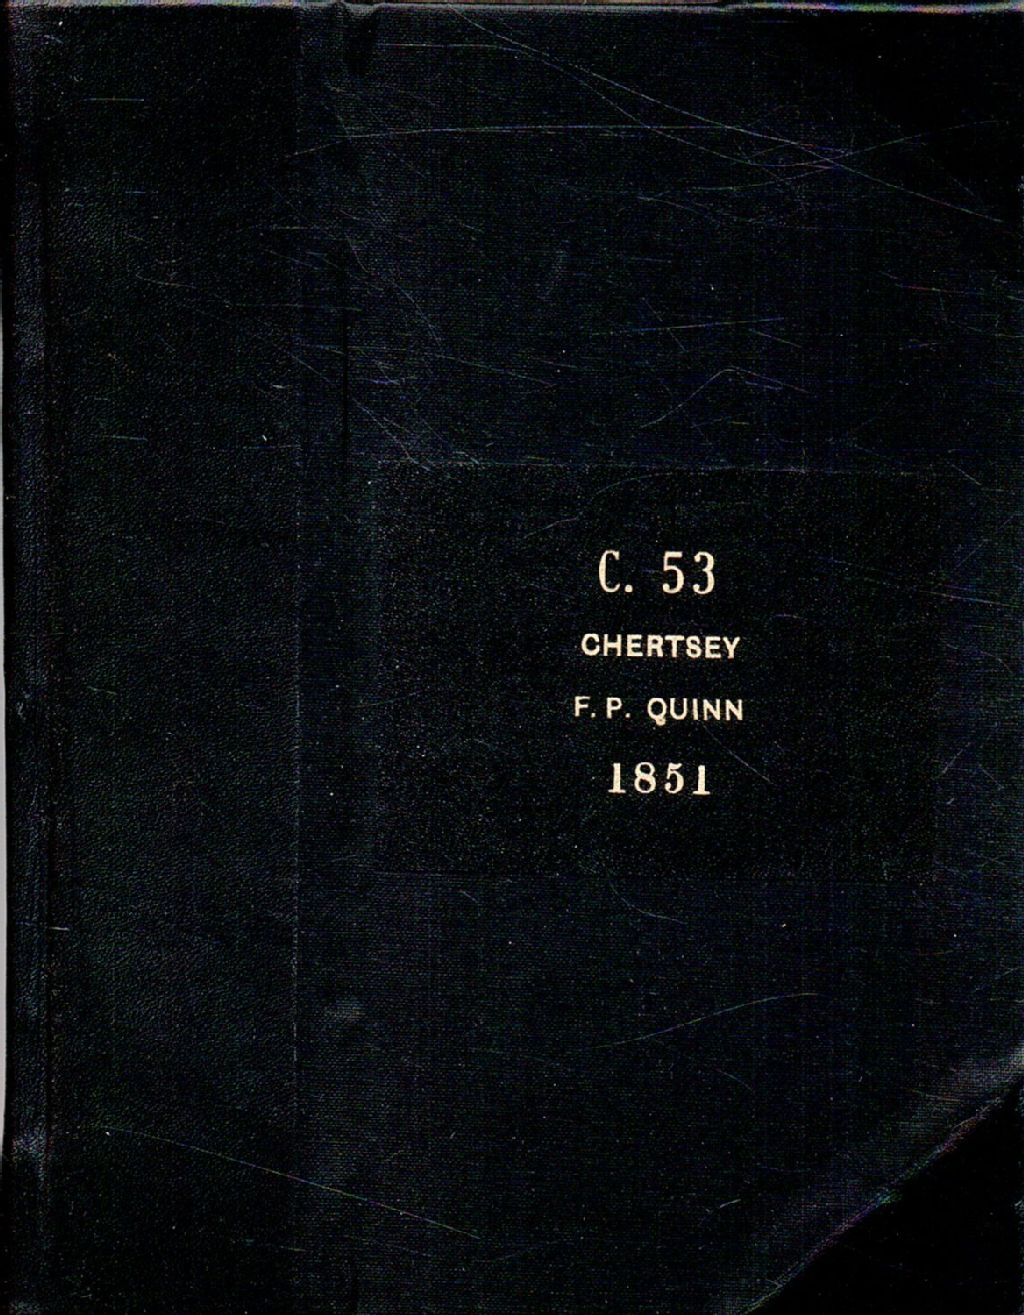 C. 53
CHERTSEY
F. P. QUINN
1851